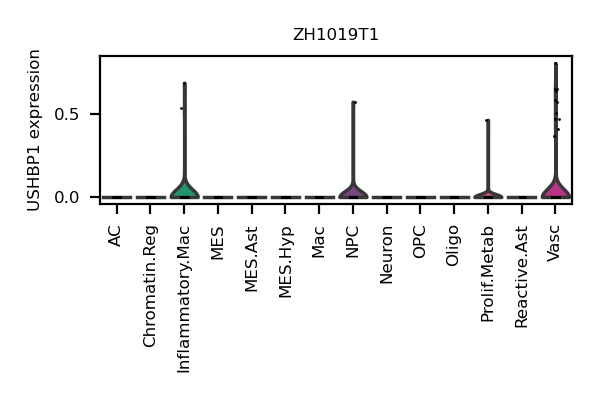 ZH1019T1
USHBP1 expression
0.5
0.0
AC
Chromatin.Reg
Inflammatory.Mac
MES
MES.Ast
MES.Hyp
Mac
NPC
Neuron
OPC
Oligo
Prolif.Metab
Reactive.Ast
Vasc